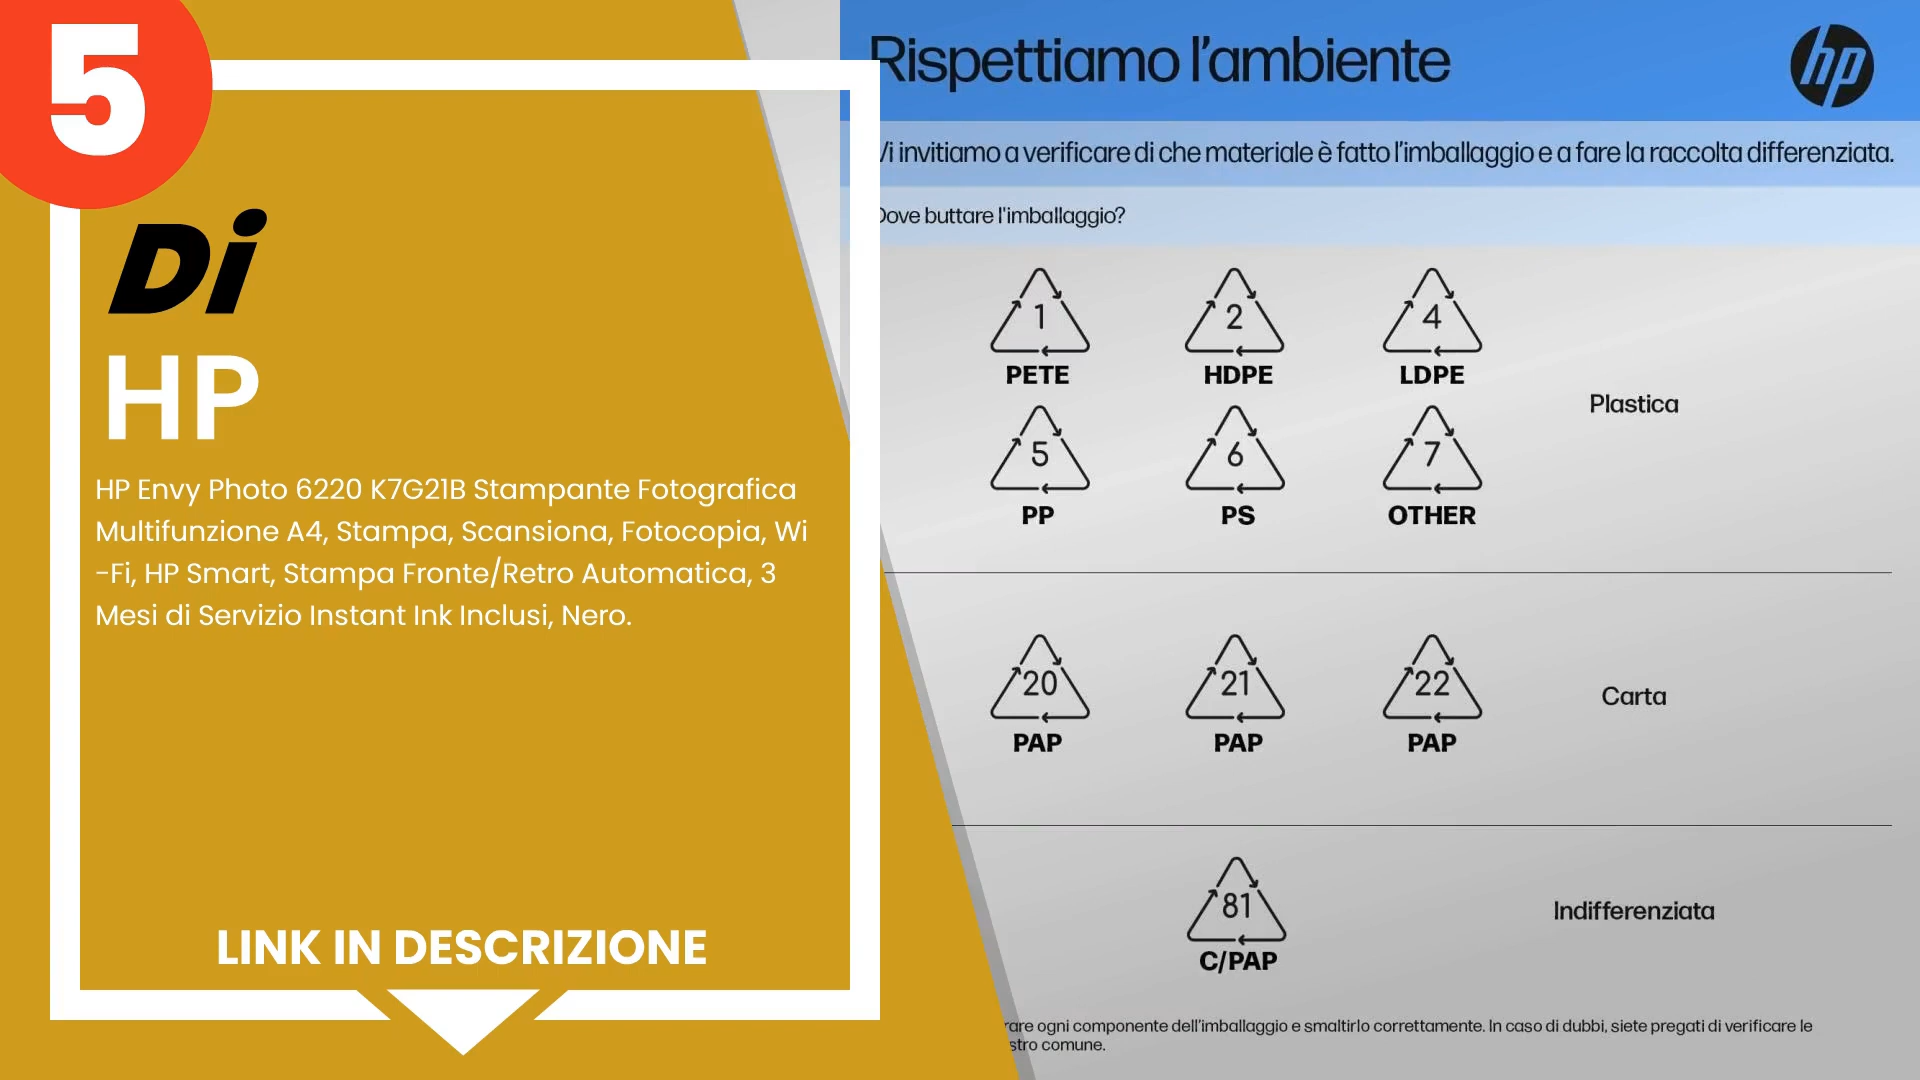 5
Di
HP
HP Envy Photo 6220 K7G21B Stampante Fotografica
Multifunzione A4, Stampa, Scansiona, Fotocopia, Wi
-Fi, HP Smart, Stampa Fronte/Retro Automatica, 3
Mesi di Servizio Instant Ink Inclusi, Nero.
LINK IN DESCRIZIONE
Rispettiamo l'ambiente
hp
Vi invitiamo a verificare di che materiale è fatto l'imballaggio e a fare la raccolta differenziata.
Dove buttare l'imballaggio?
1 2 4
PETE HDPE LDPE
Plastica
5 6 7
PP PS OTHER
20 21 22
Carta
PAP PAP PAP
81
Indifferenziata
C/PAP
ogni componente dell'imballaggio e smaltirlo correttamente. In caso di dubbi, siete pregati di verificare le
comune.